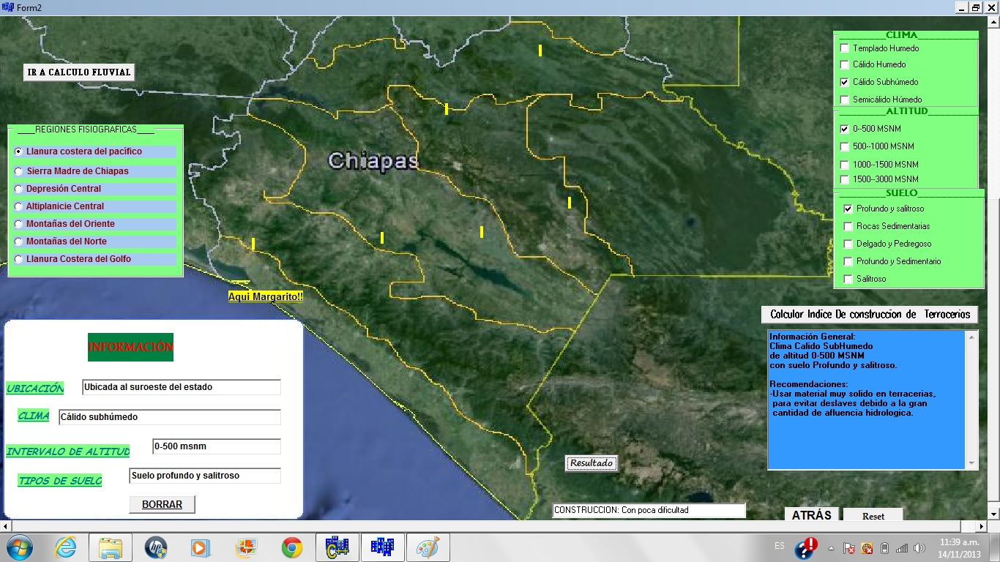 Form2
IR A CALCULO FLUVIAL
____REGIONES FISIOGRAFICAS____
Llanura costera del pacífico
Sierra Madre de Chiapas
Depresión Central
Altiplanicie Central
Montañas del Oriente
Montañas del Norte
Llanura Costera del Golfo
Chiapas
Aqui Margarito!!
INFORMACIÓN
UBICACIÓN
Ubicada al suroeste del estado
CLIMA
Cálido subhúmedo
INTERVALO DE ALTITUD
0-500 msnm
TIPOS DE SUELO
Suelo profundo y salitroso
BORRAR
CLIMA
Templado Humedo
Cálido Humedo
Cálido Subhúmedo
Semicálido Húmedo
ALTITUD
0--500 MSNM
500--1000 MSNM
1000--1500 MSNM
1500--3000 MSNM
SUELO
Profundo y salitroso
Rocas Sedimentarias
Delgado y Pedregoso
Profundo y Sedimentario
Salitroso
Calcular Indice De construccion de Terracerias
Información General:
Clima Calido SubHumedo
de altitud 0-500 MSNM
con suelo Profundo y salitroso.
Recomendaciones:
-Usar material muy solido en terracerias,
para evitar deslaves debido a la gran
cantidad de afluencia hidrologica.
Resultado
CONSTRUCCION: Con poca dificultad
ATRÁS
Reset
hp
C++
ES
11:39 a.m.
14/11/2013